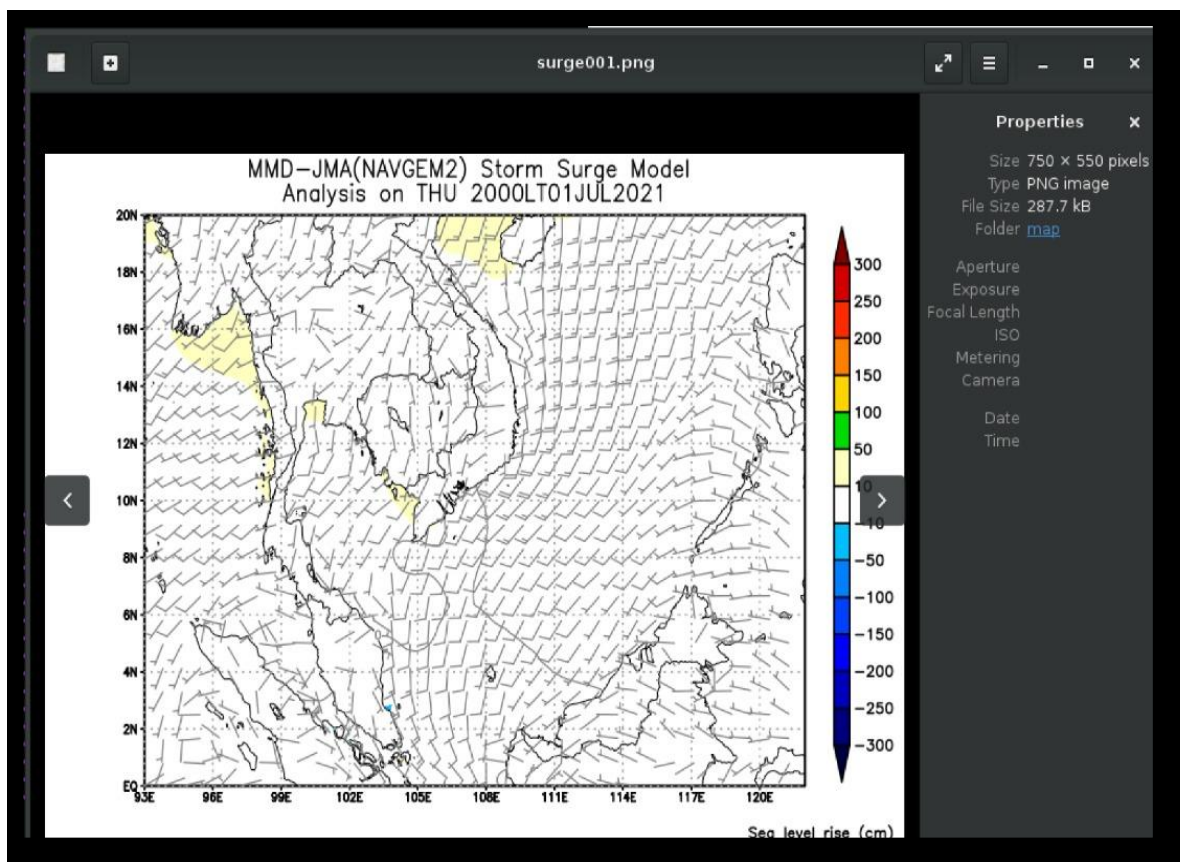 surge001.png
Properties
Size 750 × 550 pixels
Type PNG image
File Size 287.7 kB
Folder map
Aperture
Exposure
Focal Length
ISO
Metering
Camera
Date
Time
MMD-JMA(NAVGEM2) Storm Surge Model
Analysis on THU 2000LT01JUL2021
20N
18N
16N
14N
12N
10N
8N
6N
4N
2N
EQ
93E 96E 99E 102E 105E 108E 111E 114E 117E 120E
300
250
200
150
100
50
10
-10
-50
-100
-150
-200
-250
-300
Sea level rise (cm)